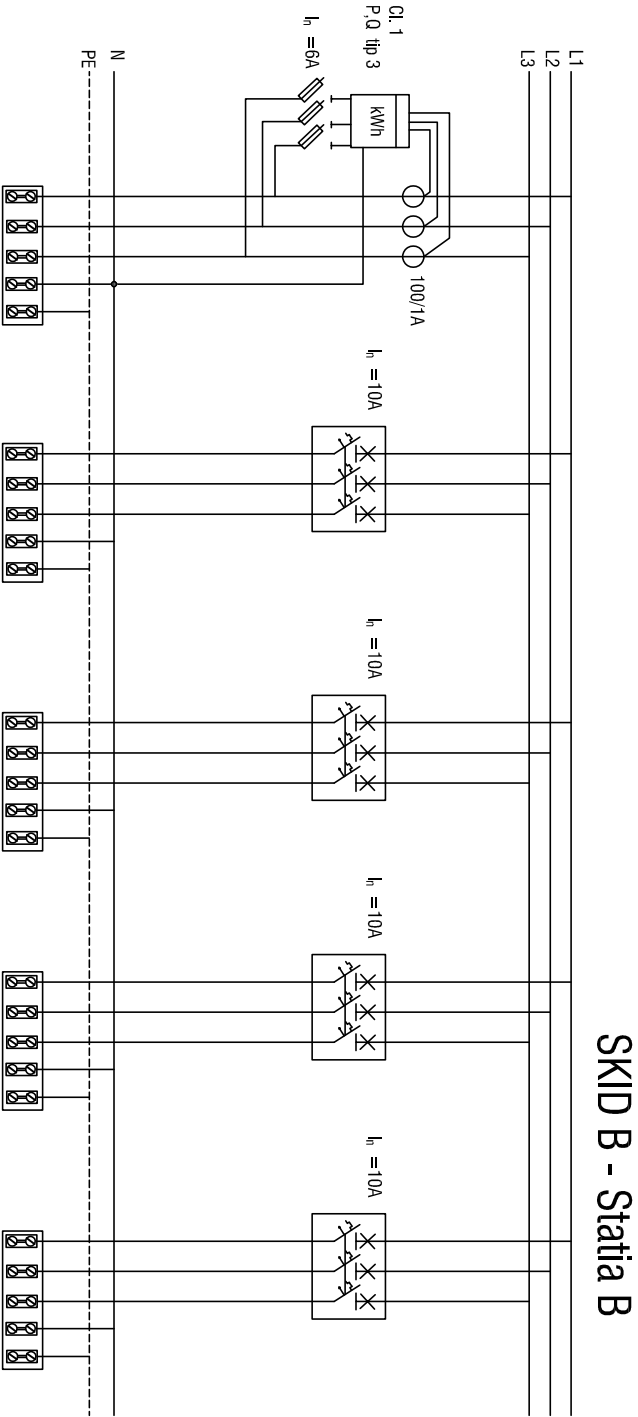 SKID B - Statia B
L1
L2
L3
Cl. 1
P,Q tip 3
kWh
100/1A
In =6A
N
PE
In =10A
In =10A
In =10A
In =10A